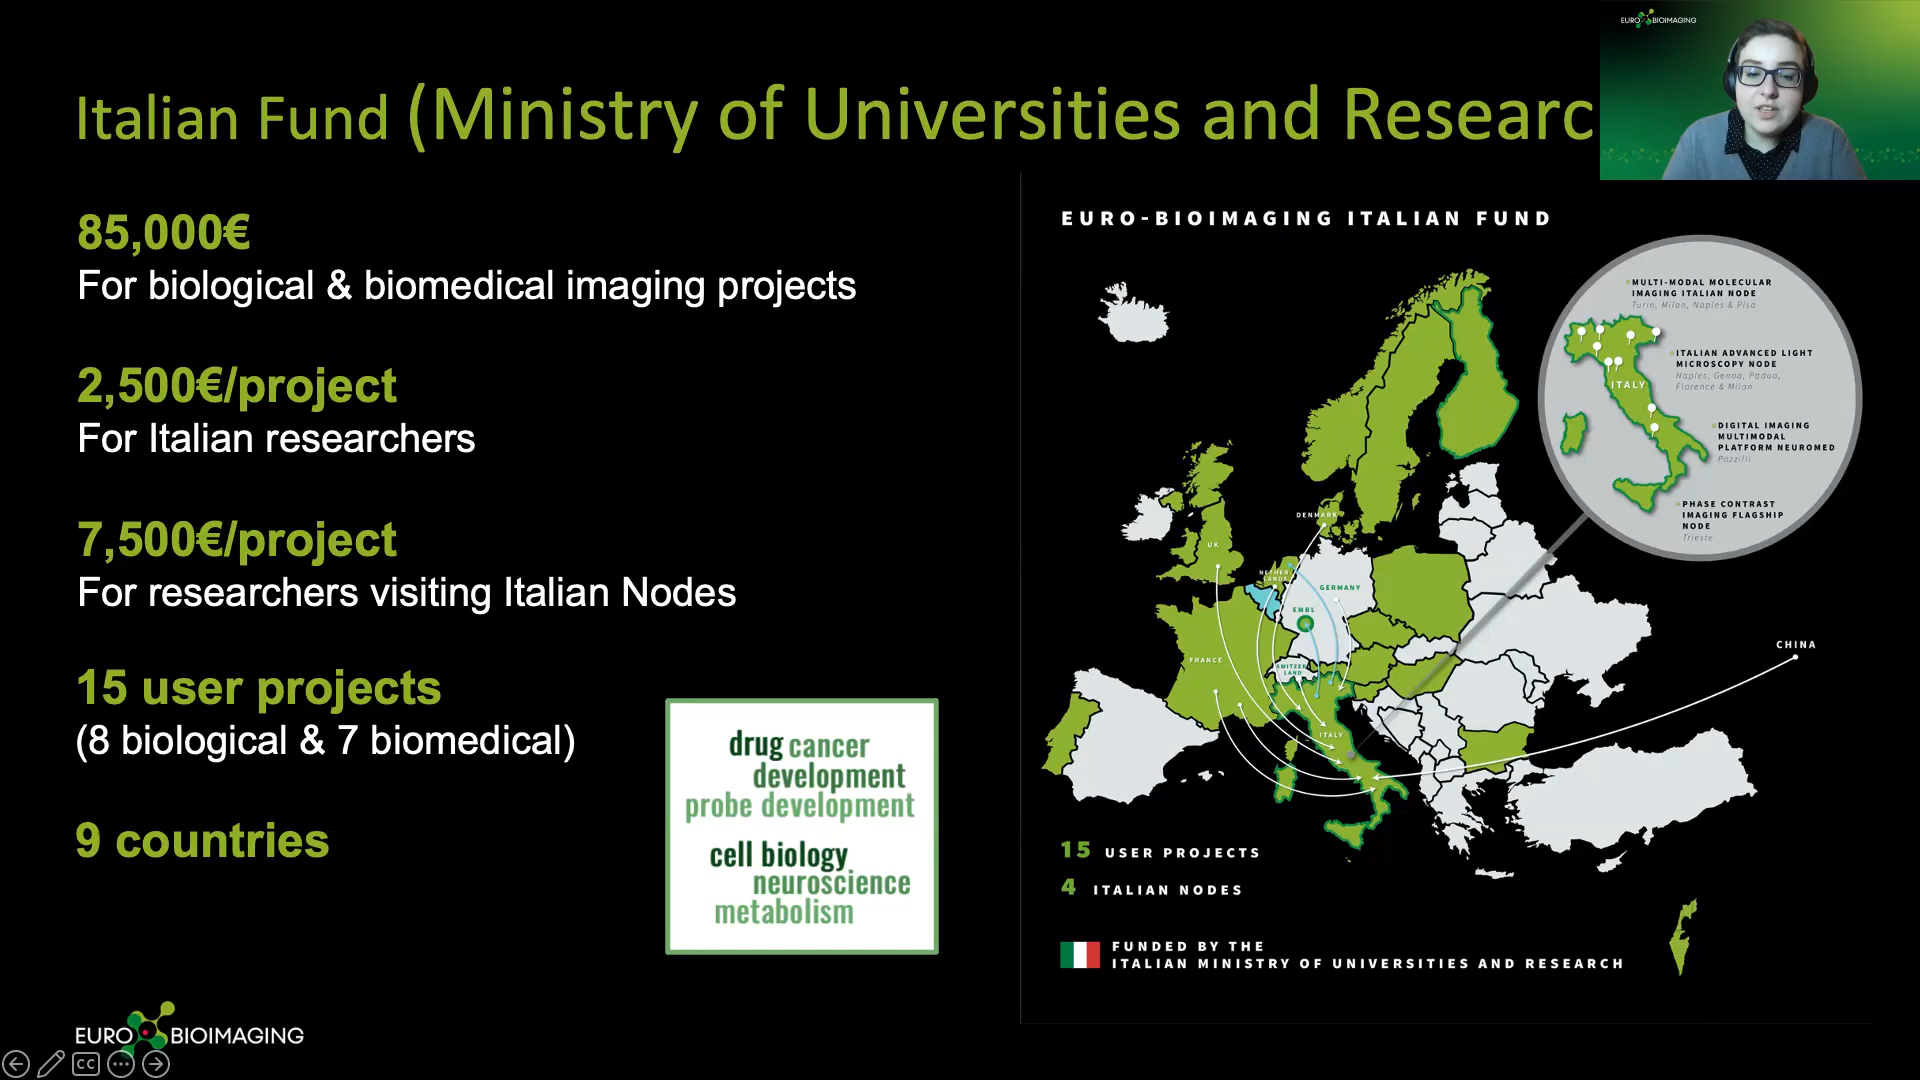 EURO BIOIMAGING
Italian Fund (Ministry of Universities and Researc
85,000€
For biological & biomedical imaging projects
2,500€/project
For Italian researchers
7,500€/project
For researchers visiting Italian Nodes
15 user projects
(8 biological & 7 biomedical)
9 countries
drug cancer
development
probe development
cell biology
neuroscience
metabolism
EURO-BIOIMAGING ITALIAN FUND
MULTI-MODAL MOLECULAR
IMAGING ITALIAN NODE
Turin, Milan, Naples & Pisa
ITALIAN ADVANCED LIGHT
MICROSCOPY NODE
Naples, Genoa, Padua,
Florence & Milan
ITALY
DIGITAL IMAGING
MULTIMODAL
PLATFORM NEUROMED
Pozzilli
PHASE CONTRAST
IMAGING FLAGSHIP
NODE
Trieste
DENMARK
UK
NETHER
LANDS
GERMANY
EMBL
FRANCE
SWITZER
LAND
ITALY
CHINA
15 USER PROJECTS
4 ITALIAN NODES
FUNDED BY THE
ITALIAN MINISTRY OF UNIVERSITIES AND RESEARCH
EURO BIOIMAGING
CC